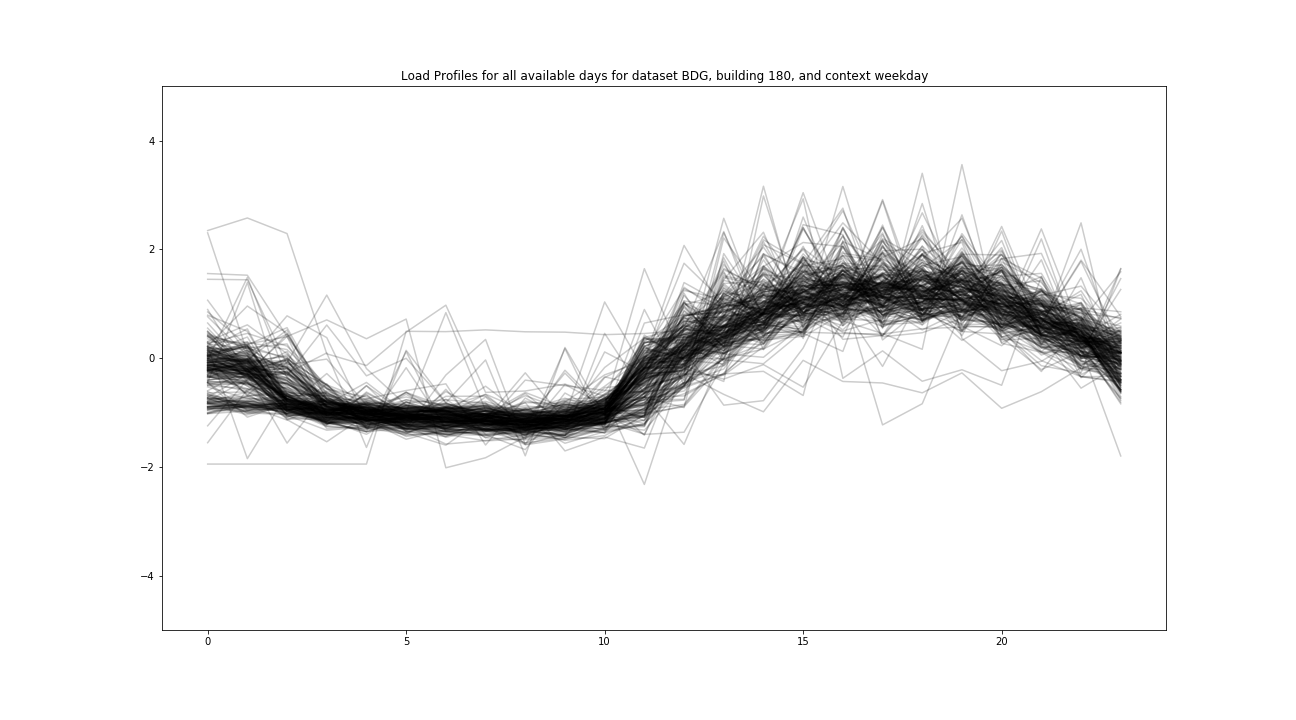 Load Profiles for all available days for dataset BDG, building 180, and context weekday
4
2
0
−2
−4
0 5 10 15 20